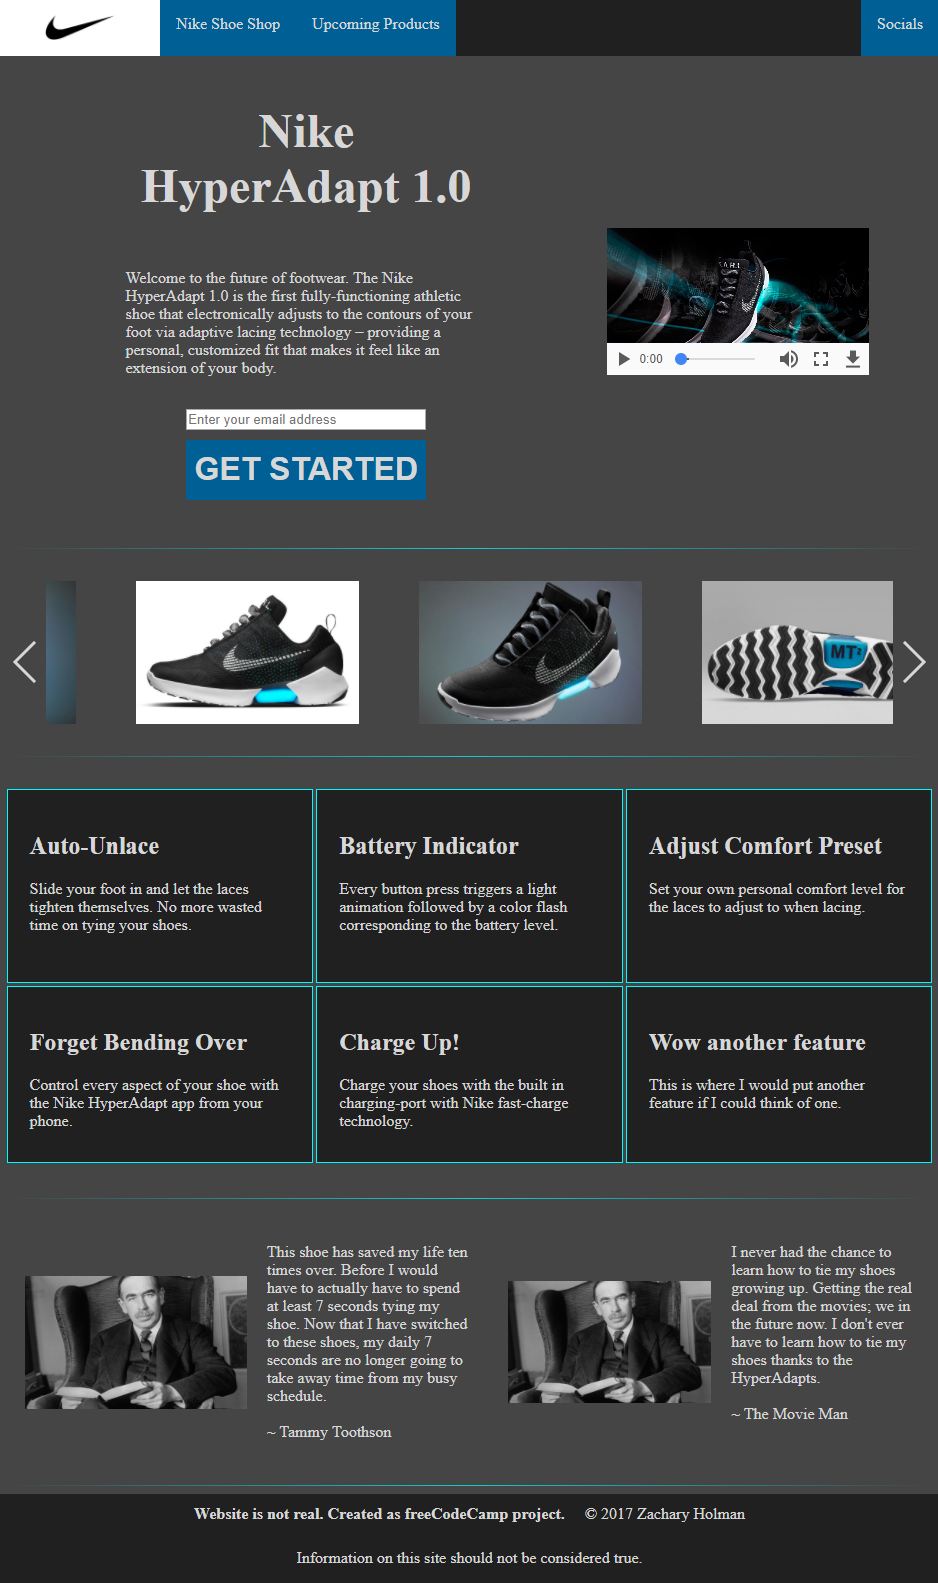 Nike Shoe Shop Upcoming Products Socials
Nike
HyperAdapt 1.0
Welcome to the future of footwear. The Nike
HyperAdapt 1.0 is the first fully-functioning athletic
shoe that electronically adjusts to the contours of your
foot via adaptive lacing technology – providing a
personal, customized fit that makes it feel like an
extension of your body.
0:00
Enter your email address
GET STARTED
MT2
Auto-Unlace
Slide your foot in and let the laces
tighten themselves. No more wasted
time on tying your shoes.
Battery Indicator
Every button press triggers a light
animation followed by a color flash
corresponding to the battery level.
Adjust Comfort Preset
Set your own personal comfort level for
the laces to adjust to when lacing.
Forget Bending Over
Control every aspect of your shoe with
the Nike HyperAdapt app from your
phone.
Charge Up!
Charge your shoes with the built in
charging-port with Nike fast-charge
technology.
Wow another feature
This is where I would put another
feature if I could think of one.
This shoe has saved my life ten
times over. Before I would
have to actually have to spend
at least 7 seconds tying my
shoe. Now that I have switched
to these shoes, my daily 7
seconds are no longer going to
take away time from my busy
schedule.
~ Tammy Toothson
I never had the chance to
learn how to tie my shoes
growing up. Getting the real
deal from the movies; we in
the future now. I don't ever
have to learn how to tie my
shoes thanks to the
HyperAdapts.
~ The Movie Man
Website is not real. Created as freeCodeCamp project. © 2017 Zachary Holman
Information on this site should not be considered true.